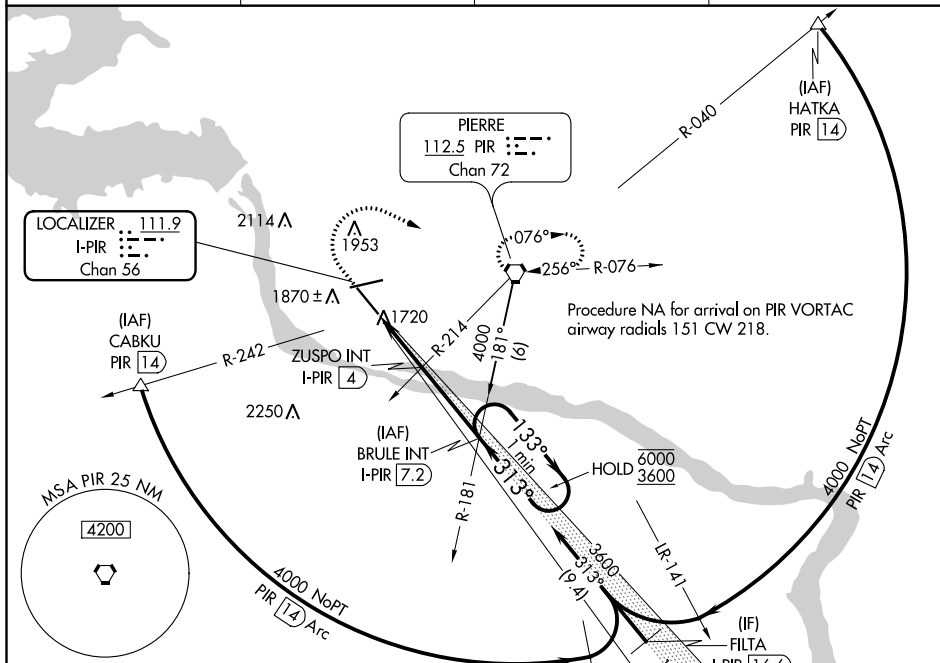 (IAF)
HATKA
PIR 14
R-040
PIERRE
112.5 PIR
Chan 72
LOCALIZER 111.9
I-PIR
Chan 56
2114
1953
076°
256° R-076
1870 ±
1720
Procedure NA for arrival on PIR VORTAC
airway radials 151 CW 218.
(IAF)
CABKU
PIR 14
R-242
ZUSPO INT
I-PIR 4
R-214
4000
181°
(6)
2250
(IAF)
BRULE INT
I-PIR 7.2
133°
1 min
313°
HOLD 6000
3600
4000 NoPT
PIR 14 Arc
R-181
MSA PIR 25 NM
4200
3600
313°
(9.4)
LR-141
4000 NoPT
PIR 14 Arc
(IF)
FILTA
I-PIR 16.6